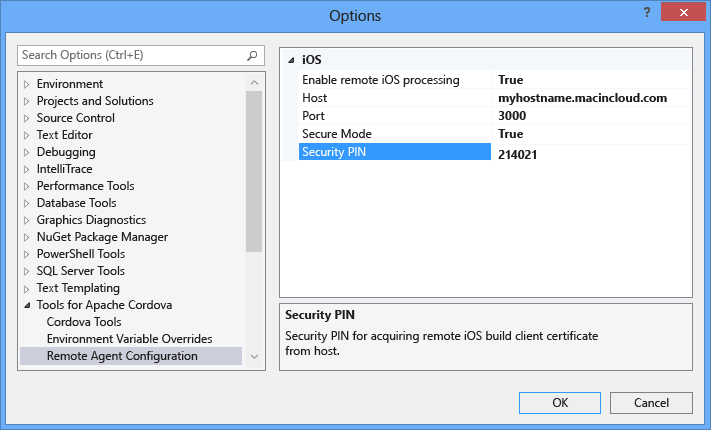 Options
?
Search Options (Ctrl+E)
Environment
Projects and Solutions
Source Control
Text Editor
Debugging
IntelliTrace
Performance Tools
Database Tools
Graphics Diagnostics
NuGet Package Manager
PowerShell Tools
SQL Server Tools
Text Templating
Tools for Apache Cordova
Cordova Tools
Environment Variable Overrides
Remote Agent Configuration
iOS
Enable remote iOS processing True
Host myhostname.macincloud.com
Port 3000
Secure Mode True
Security PIN 214021
Security PIN
Security PIN for acquiring remote iOS build client certificate
from host.
OK Cancel